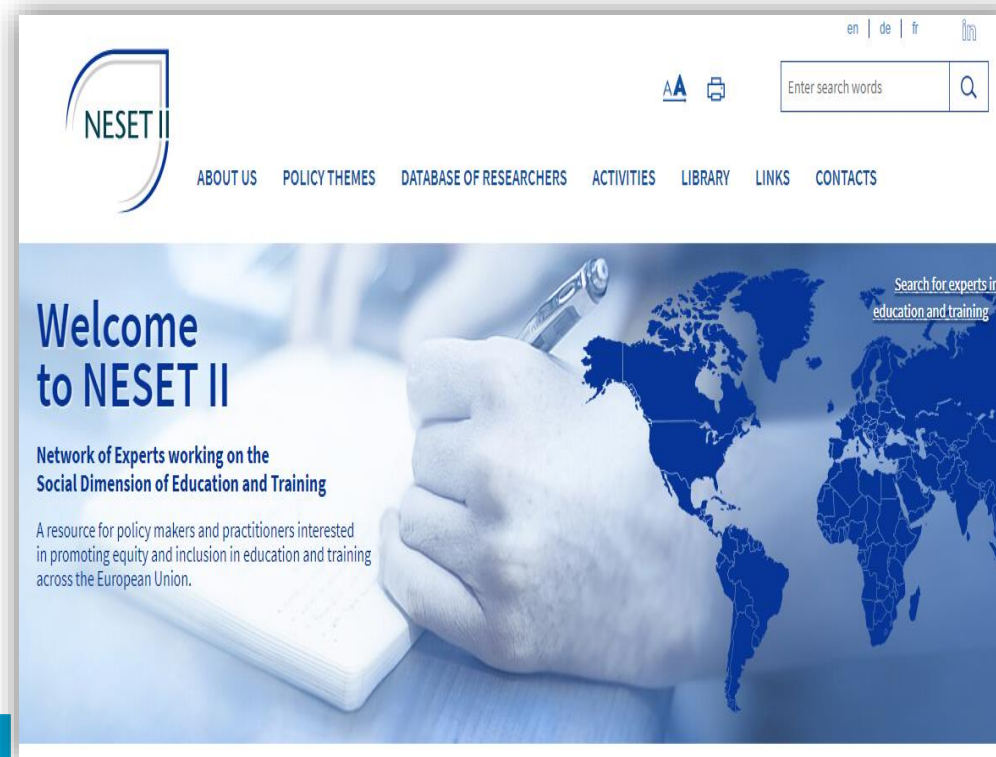 en | de | fr in
AA
Enter search words
NESET II
ABOUT US POLICY THEMES DATABASE OF RESEARCHERS ACTIVITIES LIBRARY LINKS CONTACTS
Search for experts in
education and training
Welcome
to NESET II
Network of Experts working on the
Social Dimension of Education and Training
A resource for policy makers and practitioners interested
in promoting equity and inclusion in education and training
across the European Union.